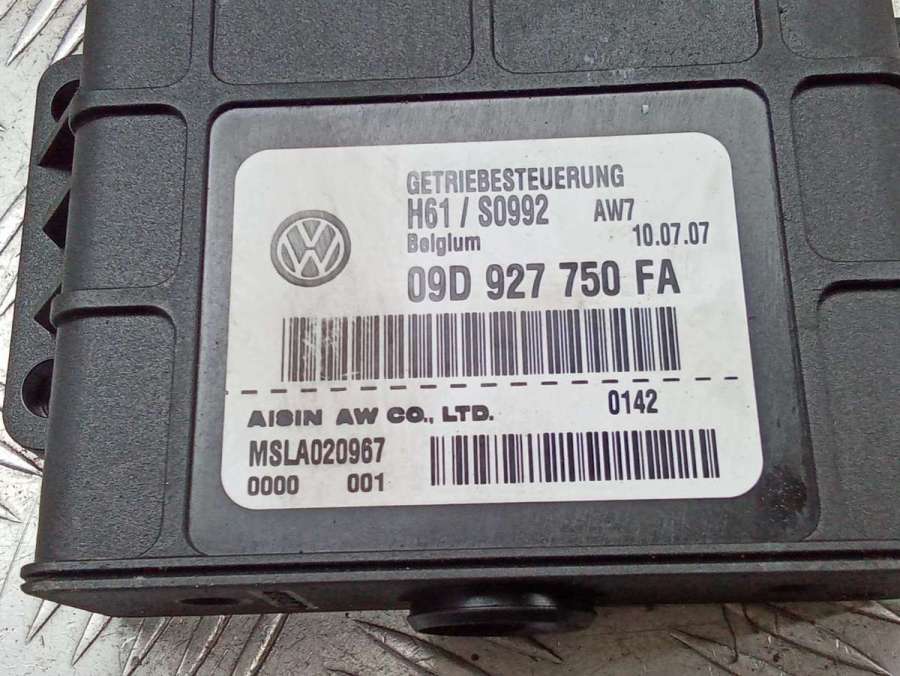 GETRIEBESTEUERUNG
H61 / S0992 AW7
Belgium 10.07.07
09D 927 750 FA
AISIN AW CO., LTD. 0142
MSLA020967
0000 001